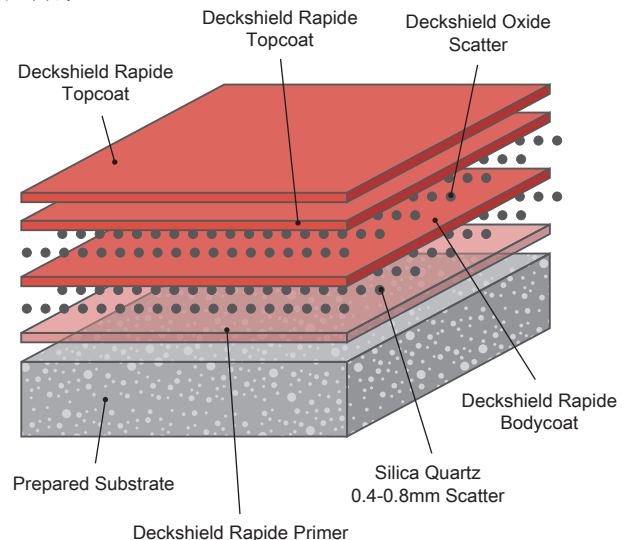 Deckshield Rapide
Topcoat
Deckshield Oxide
Scatter
Deckshield Rapide
Topcoat
Deckshield Rapide
Bodycoat
Silica Quartz
0.4-0.8mm Scatter
Prepared Substrate
Deckshield Rapide Primer